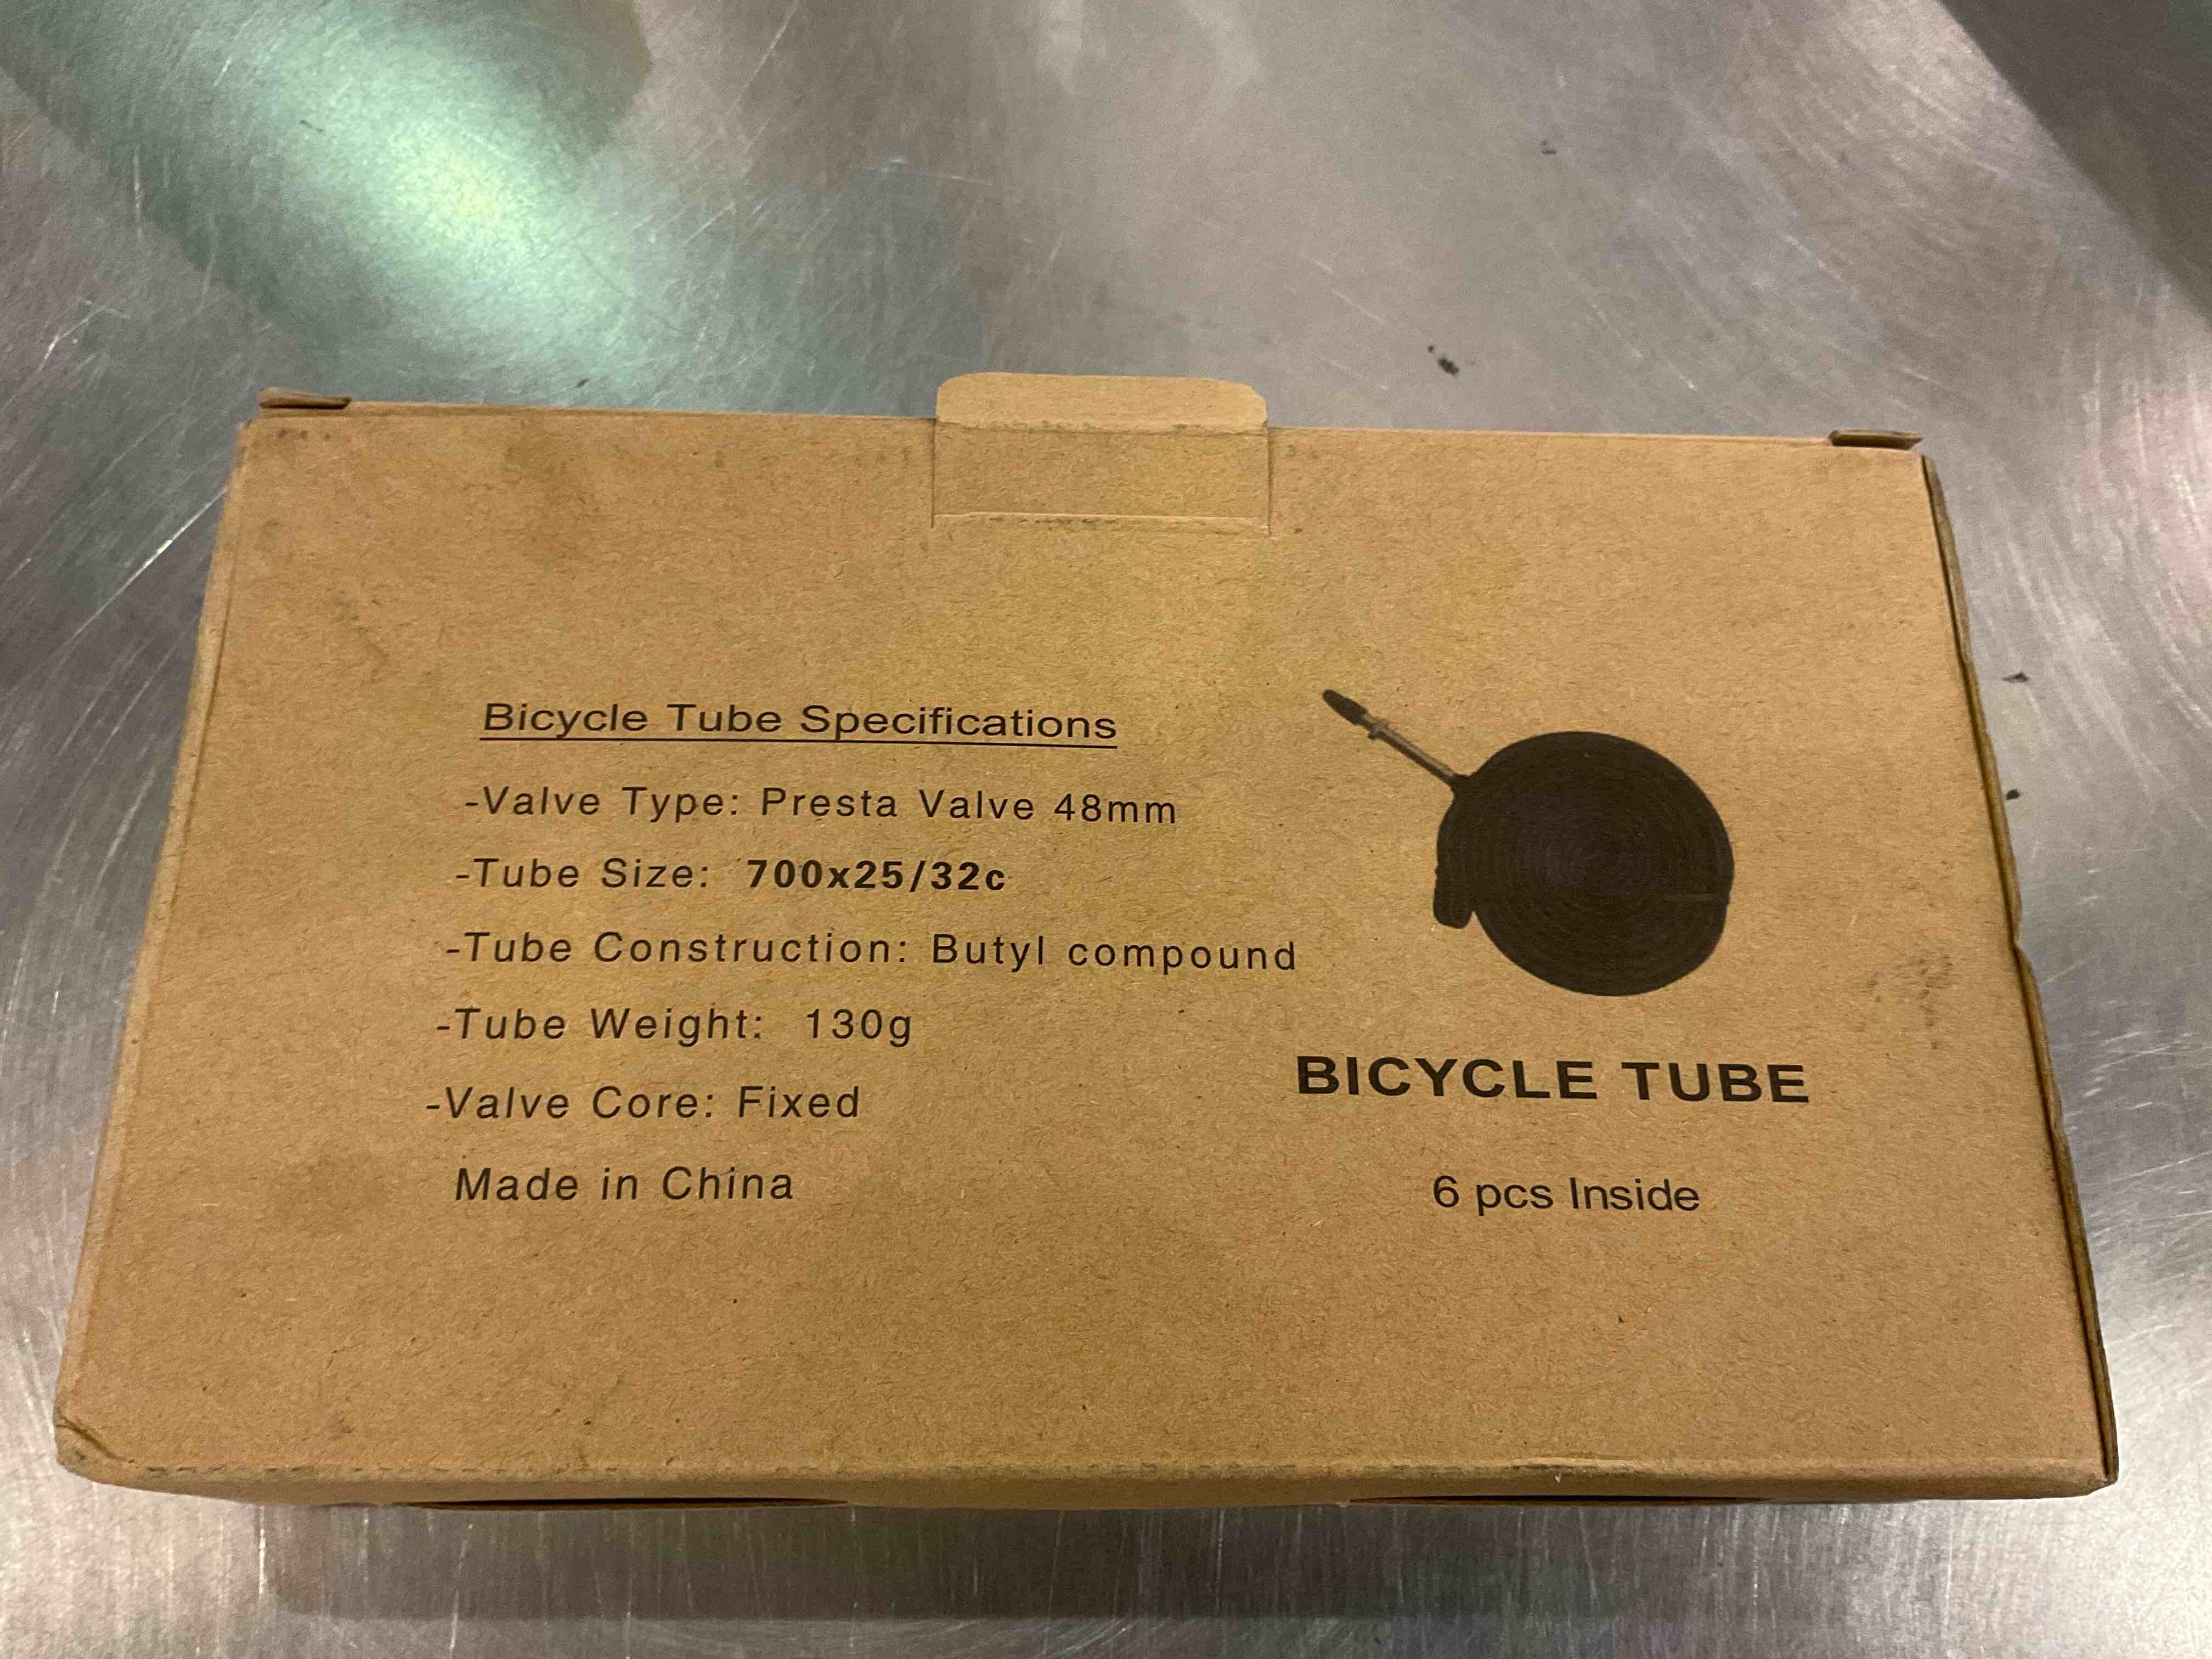 Bicycle Tube Specifications
-Valve Type: Presta Valve 48mm
-Tube Size: 700x25/32c
-Tube Construction: Butyl compound
-Tube Weight: 130g
-Valve Core: Fixed
Made in China
BICYCLE TUBE
6 pcs Inside